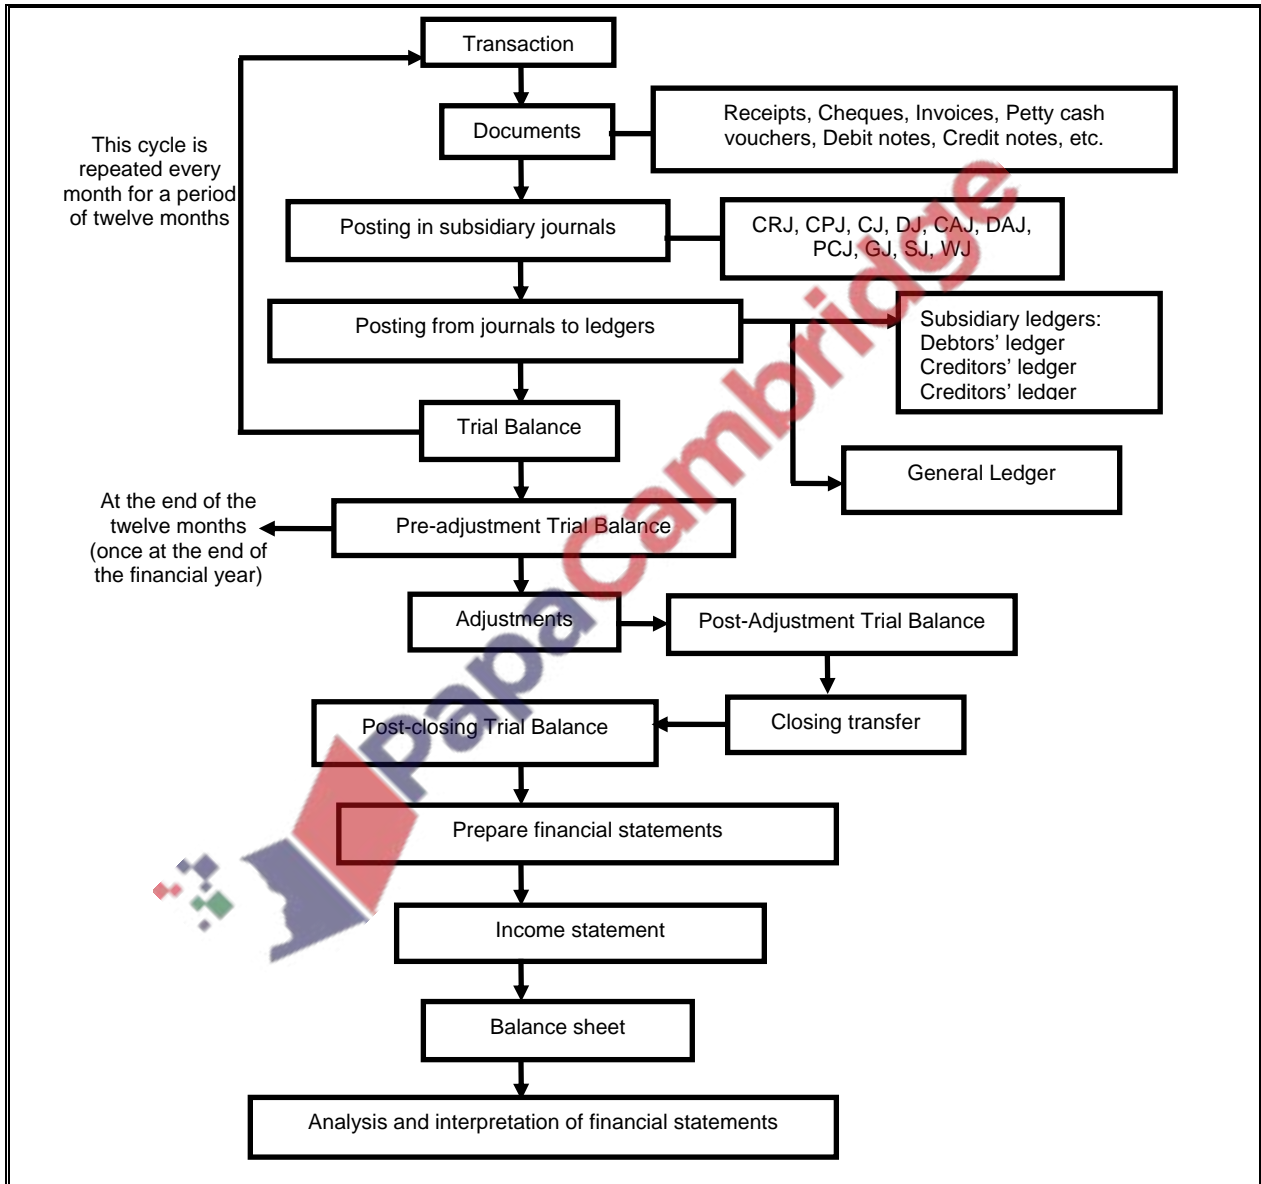 Transaction
Documents
Receipts, Cheques, Invoices, Petty cash
vouchers, Debit notes, Credit notes, etc.
This cycle is
repeated every
month for a period
of twelve months
Posting in subsidiary journals
CRJ, CPJ, CJ, DJ, CAJ, DAJ,
PCJ, GJ, SJ, WJ
Posting from journals to ledgers
Subsidiary ledgers:
Debtors' ledger
Creditors' ledger
Creditors' ledger
Trial Balance
General Ledger
At the end of the
twelve months
(once at the end of
the financial year)
Pre-adjustment Trial Balance
Adjustments
Post-Adjustment Trial Balance
Closing transfer
Post-closing Trial Balance
Prepare financial statements
Income statement
Balance sheet
Analysis and interpretation of financial statements
PapaCambridge